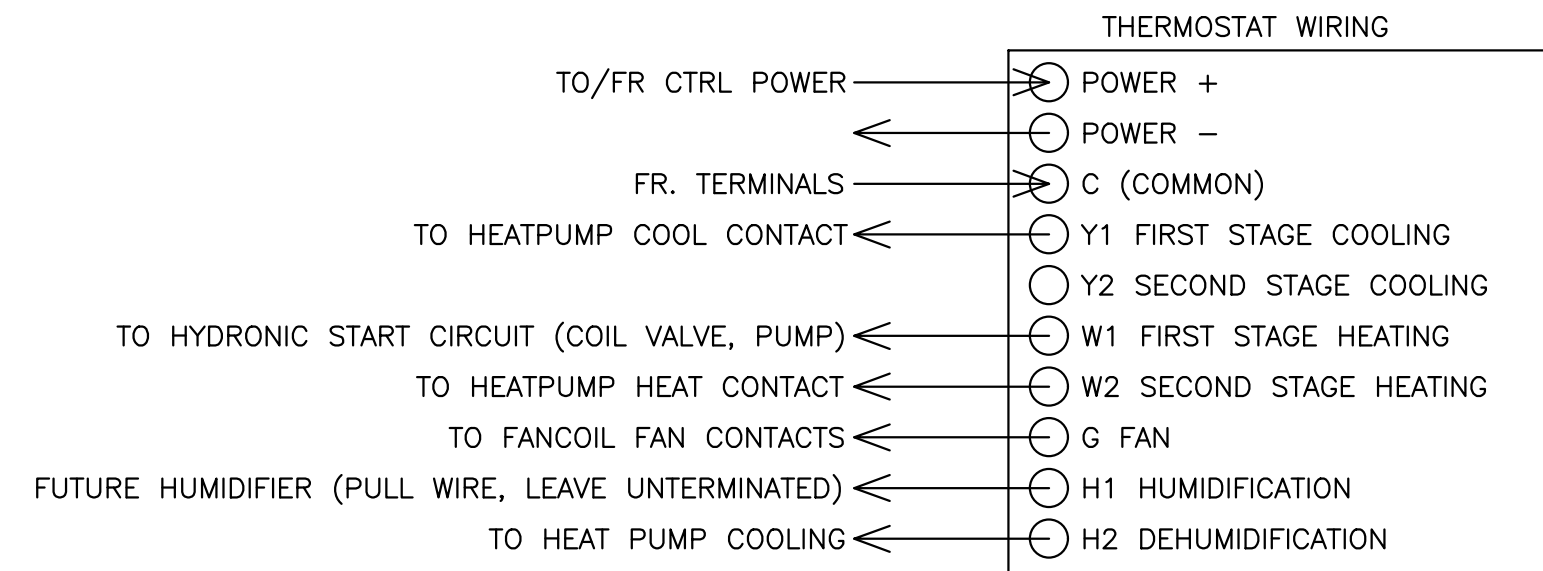 THERMOSTAT WIRING
TO/FR CTRL POWER POWER +
POWER -
FR. TERMINALS C (COMMON)
TO HEATPUMP COOL CONTACT Y1 FIRST STAGE COOLING
Y2 SECOND STAGE COOLING
TO HYDRONIC START CIRCUIT (COIL VALVE, PUMP) W1 FIRST STAGE HEATING
TO HEATPUMP HEAT CONTACT W2 SECOND STAGE HEATING
TO FANCOIL FAN CONTACTS G FAN
FUTURE HUMIDIFIER (PULL WIRE, LEAVE UNTERMINATED) H1 HUMIDIFICATION
TO HEAT PUMP COOLING H2 DEHUMIDIFICATION